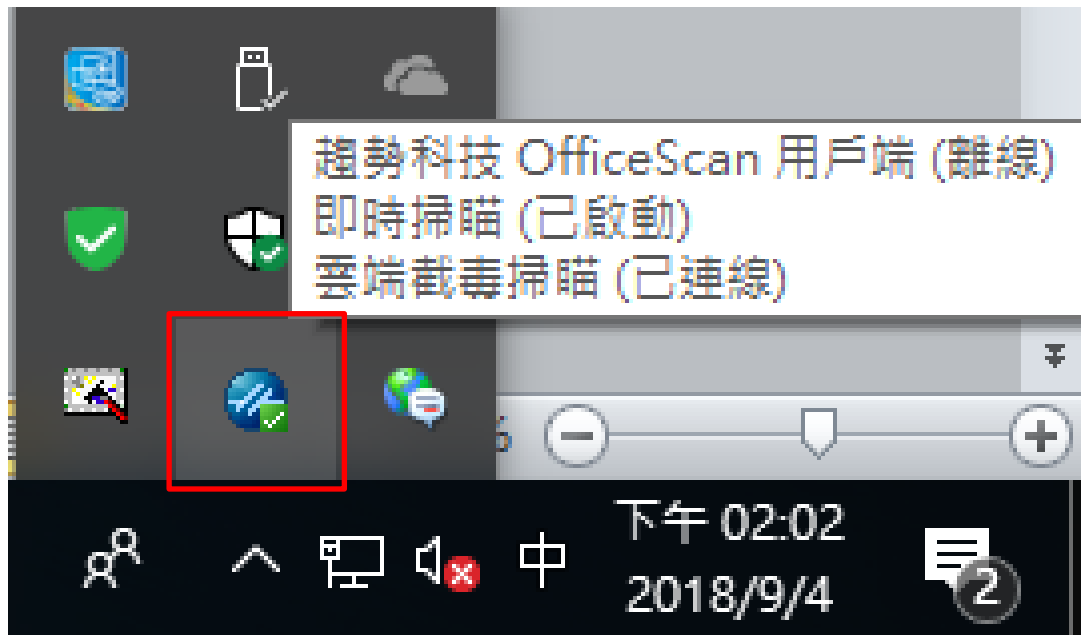 趨勢科技 OfficeScan 用戶端 (離線)
即時掃瞄 (已啟動)
雲端截毒掃瞄 (已連線)
中
下午 02:02
2018/9/4
2